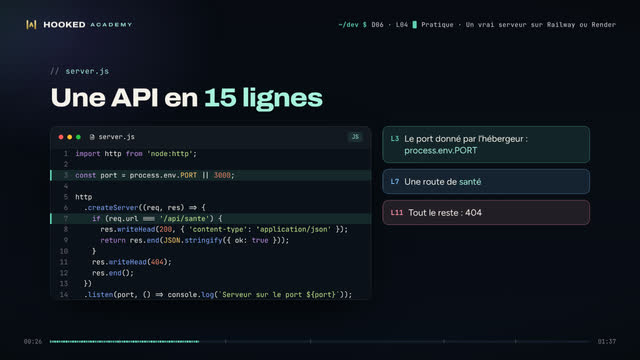 HOOKED ACADEMY
~/dev $ D06 · L04 Pratique · Un vrai serveur sur Railway ou Render
// server.js
Une API en 15 lignes
server.js
JS
1 import http from 'node:http';
2
3 const port = process.env.PORT || 3000;
4
5 http
6 .createServer((req, res) => {
7 if (req.url === '/api/sante') {
8 res.writeHead(200, { 'content-type': 'application/json' });
9 return res.end(JSON.stringify({ ok: true }));
10 }
11 res.writeHead(404);
12 res.end();
13 })
14 .listen(port, () => console.log(`Serveur sur le port ${port}`));
L3 Le port donné par l'hébergeur :
process.env.PORT
L7 Une route de santé
L11 Tout le reste : 404
00:26
01:37